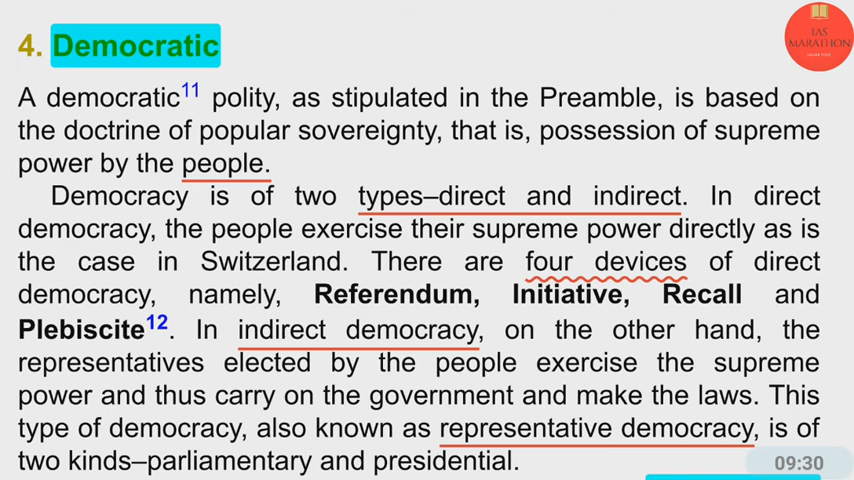 4. Democratic
IAS
MARATHON
A democratic11 polity, as stipulated in the Preamble, is based on
the doctrine of popular sovereignty, that is, possession of supreme
power by the people.
Democracy is of two types–direct and indirect. In direct
democracy, the people exercise their supreme power directly as is
the case in Switzerland. There are four devices of direct
democracy, namely, Referendum, Initiative, Recall and
Plebiscite12. In indirect democracy, on the other hand, the
representatives elected by the people exercise the supreme
power and thus carry on the government and make the laws. This
type of democracy, also known as representative democracy, is of
two kinds–parliamentary and presidential.
09:30